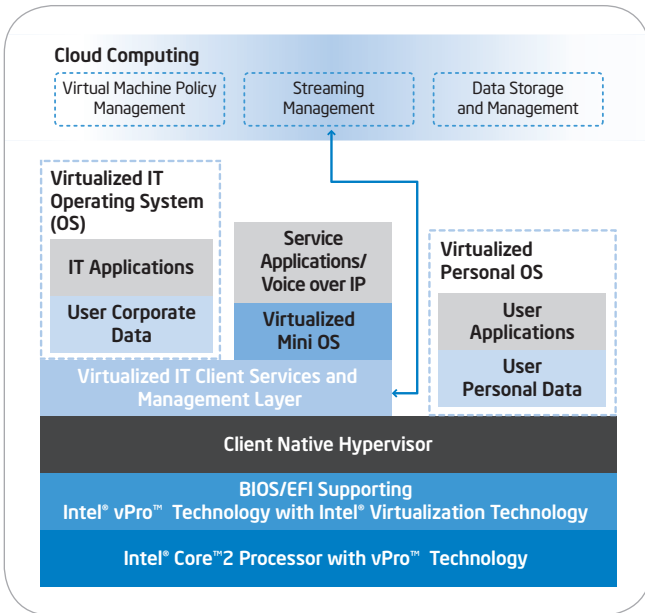 Cloud Computing
Virtual Machine Policy
Management
Streaming
Management
Data Storage
and Management
Virtualized IT
Operating System
(OS)
IT Applications
User Corporate
Data
Service
Applications/
Voice over IP
Virtualized
Mini OS
Virtualized
Personal OS
User
Applications
User
Personal Data
Virtualized IT Client Services and
Management Layer
Client Native Hypervisor
BIOS/EFI Supporting
Intel® vPro™ Technology with Intel® Virtualization Technology
Intel® Core™2 Processor with vPro™ Technology